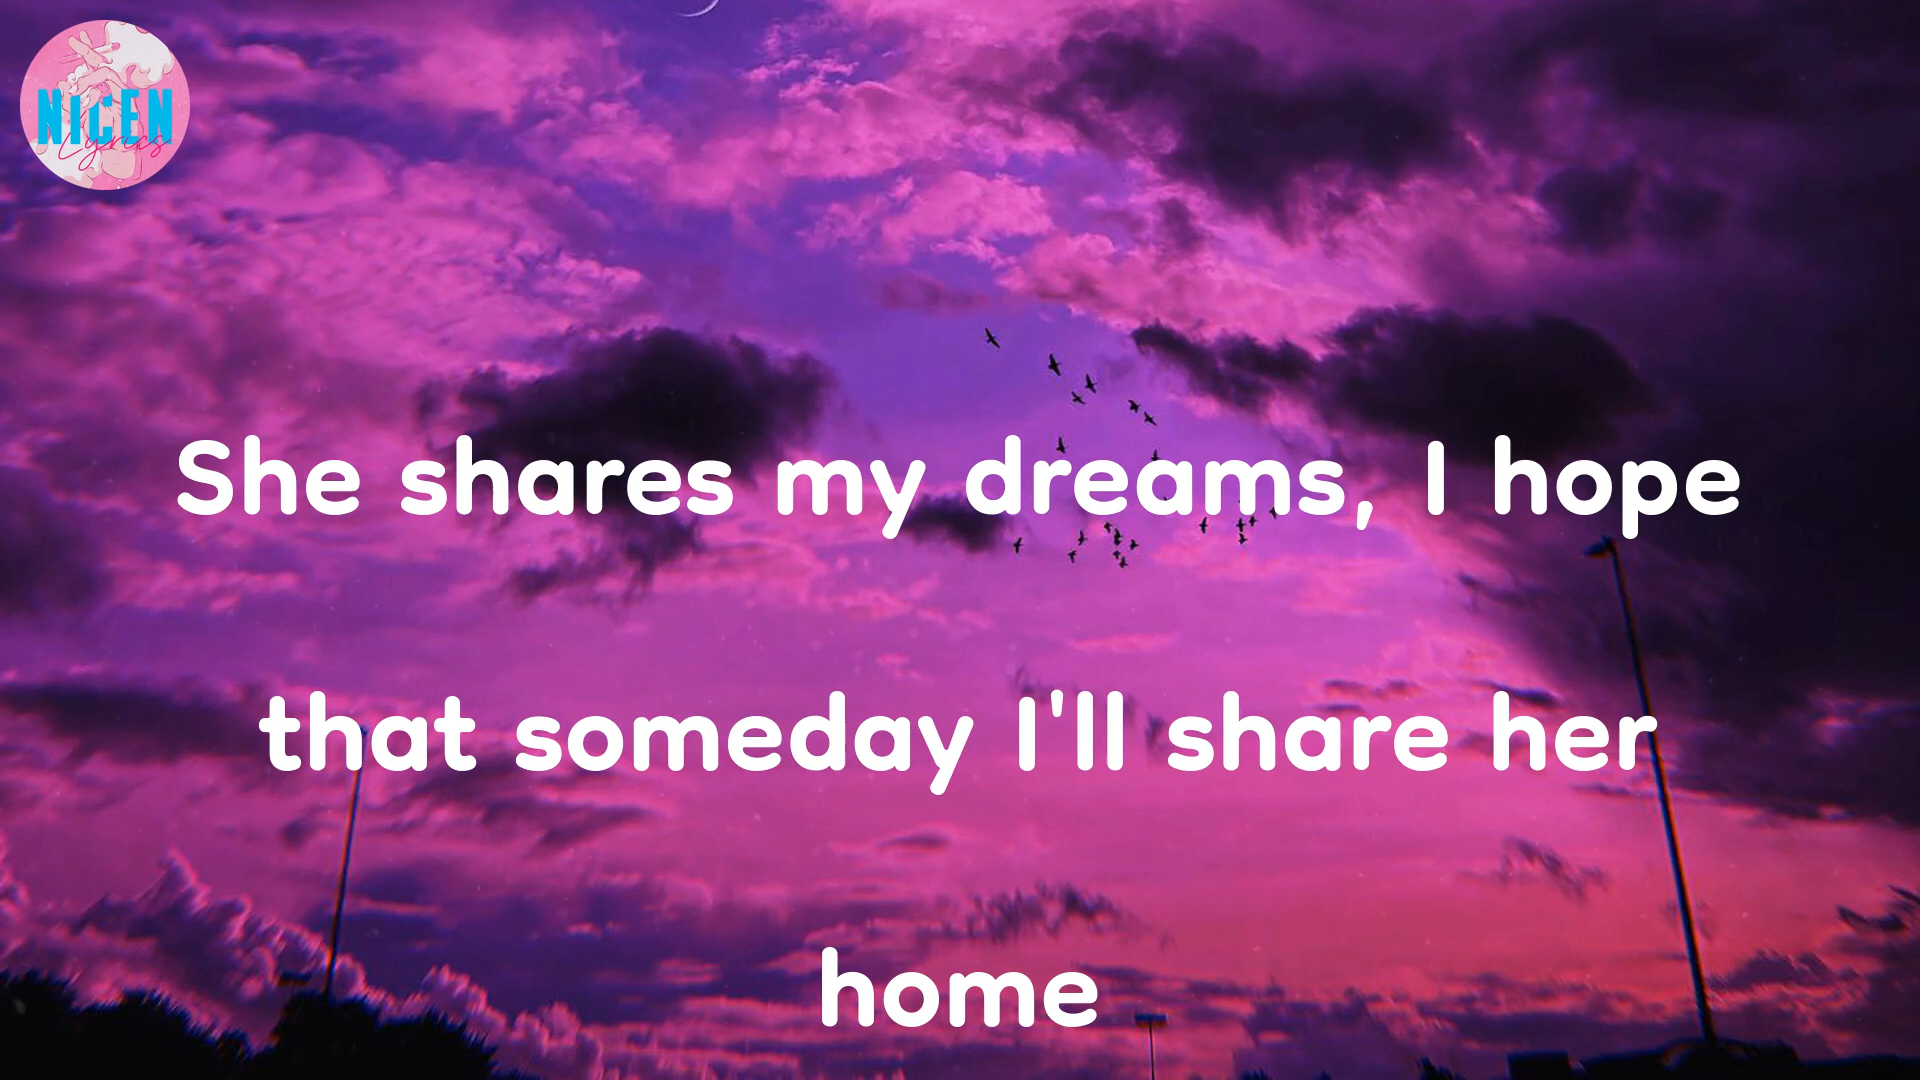 NICEN
Lyrics
She shares my dreams, I hope
that someday I'll share her
home